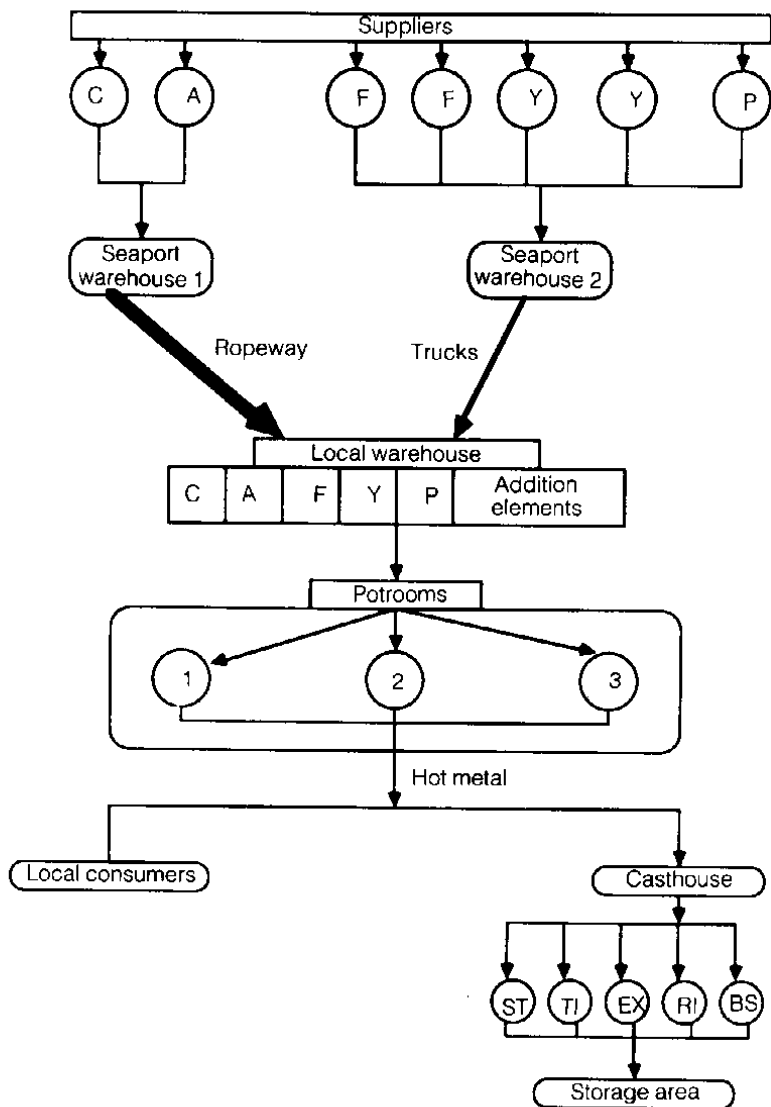 Suppliers
C A F F Y Y P
Seaport
warehouse 1
Seaport
warehouse 2
Ropeway
Trucks
Local warehouse
C A F Y P Addition
elements
Potrooms
1 2 3
Hot metal
Local consumers
Casthouse
ST TI EX RI BS
Storage area